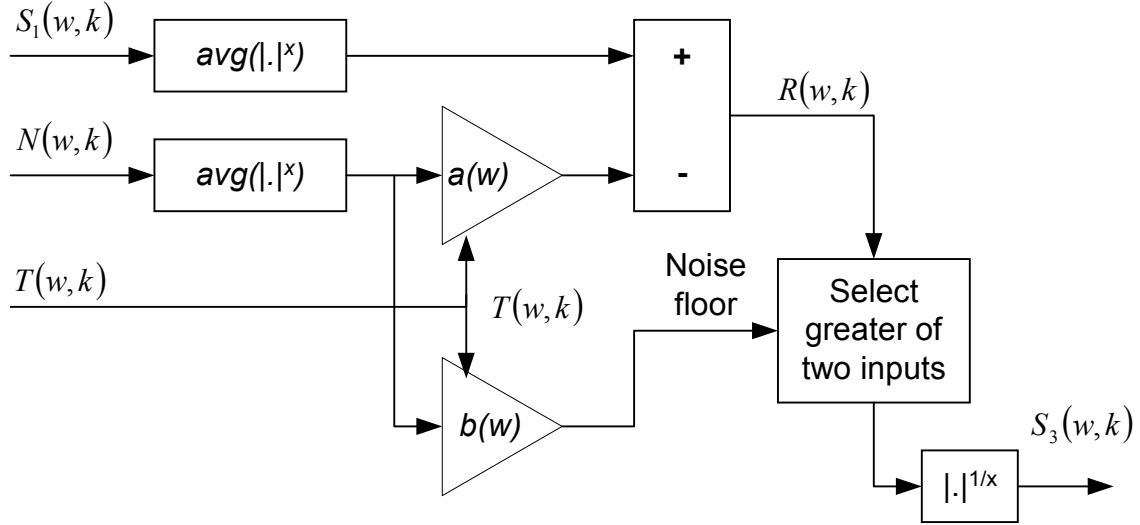 S₁(w,k)
avg(|.|ˣ)
+
R(w,k)
N(w,k)
avg(|.|ˣ)
a(w)
-
T(w,k)
T(w,k)
Noise
floor
Select
greater of
two inputs
b(w)
S₃(w,k)
|.|¹/ˣ